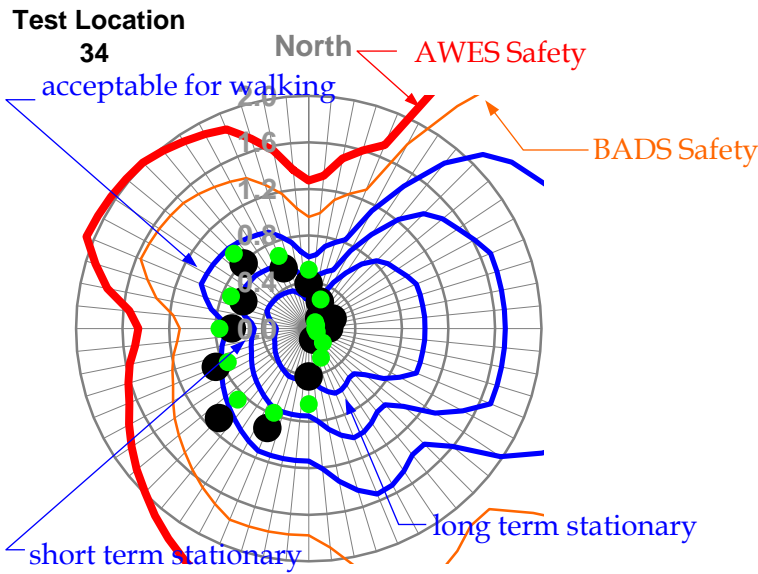 Test Location
34
North
AWES Safety
acceptable for walking
2.0
BADS Safety
1.6
1.2
0.8
0.4
0.0
long term stationary
short term stationary